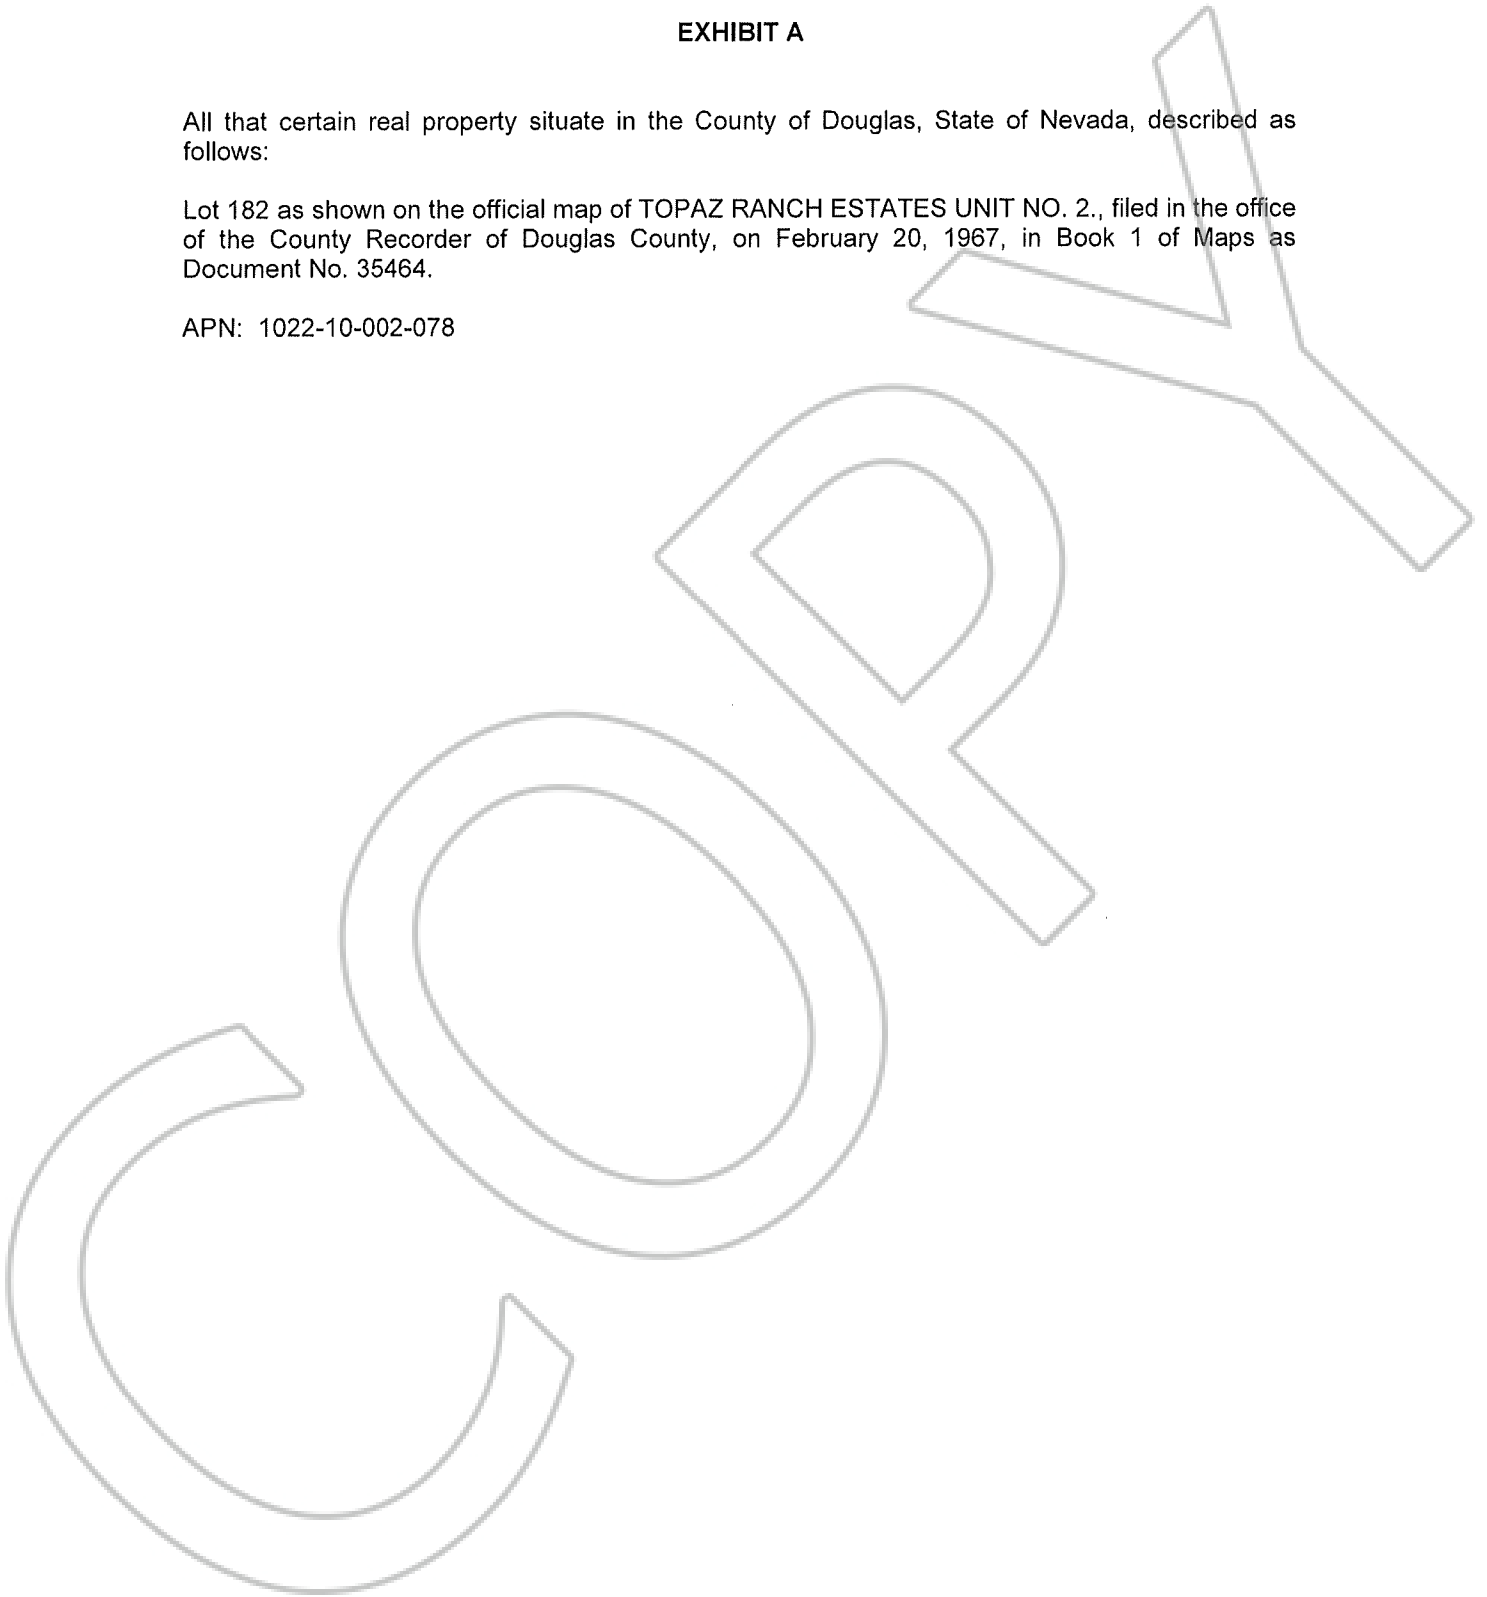 EXHIBIT A
All that certain real property situate in the County of Douglas, State of Nevada, described as
follows:
Lot 182 as shown on the official map of TOPAZ RANCH ESTATES UNIT NO. 2., filed in the office
of the County Recorder of Douglas County, on February 20, 1967, in Book 1 of Maps as
Document No. 35464.
APN: 1022-10-002-078
COPY